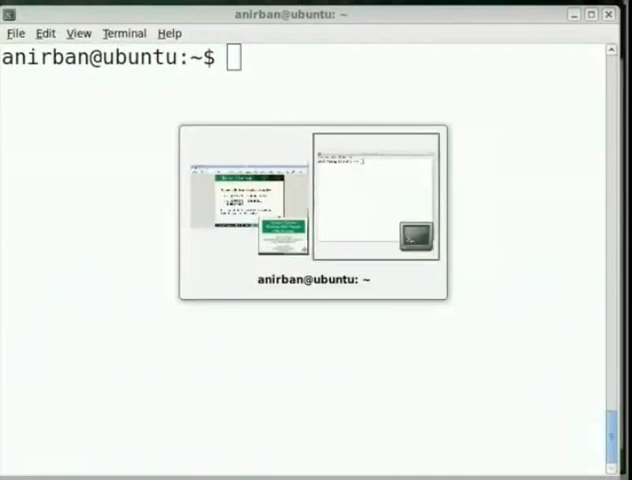 anirban@ubuntu: ~
File Edit View Terminal Help
anirban@ubuntu:~$
anirban@ubuntu: ~